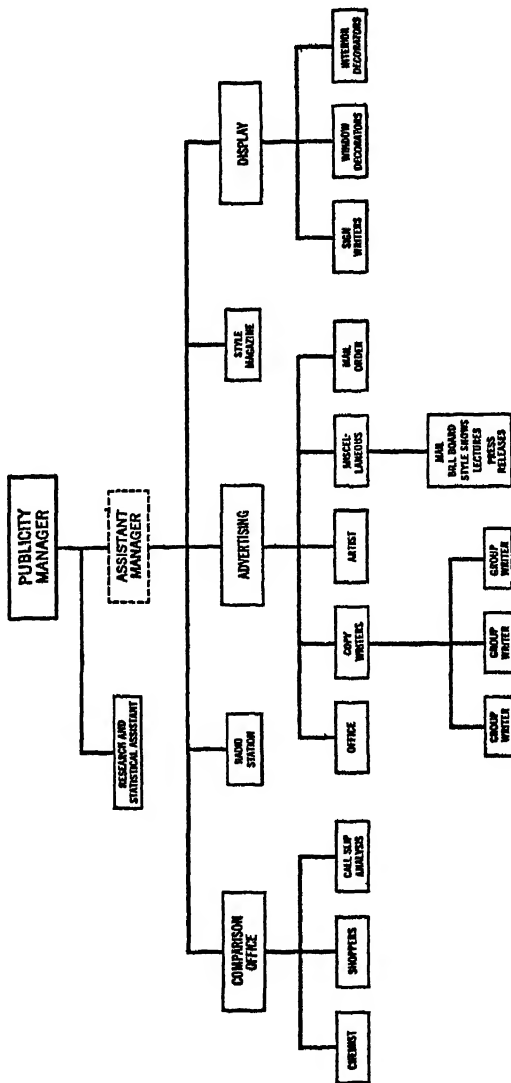 PUBLICITY
MANAGER
RESEARCH AND
STATISTICAL ASSISTANT
ASSISTANT
MANAGER
COMPARISON
OFFICE
RADIO
STATION
ADVERTISING
STYLE
MAGAZINE
DISPLAY
CHEMIST
SHOPPERS
CALL SLIP
ANALYSIS
OFFICE
COPY
WRITERS
ARTIST
MISCEL-
LANEOUS
MAIL
ORDER
SIGN
WRITERS
WINDOW
DECORATORS
INTERIOR
DECORATORS
GROUP
WRITER
GROUP
WRITER
GROUP
WRITER
MAIL
BILL BOARD
STYLE SHOWS
LECTURES
PRESS
RELEASES